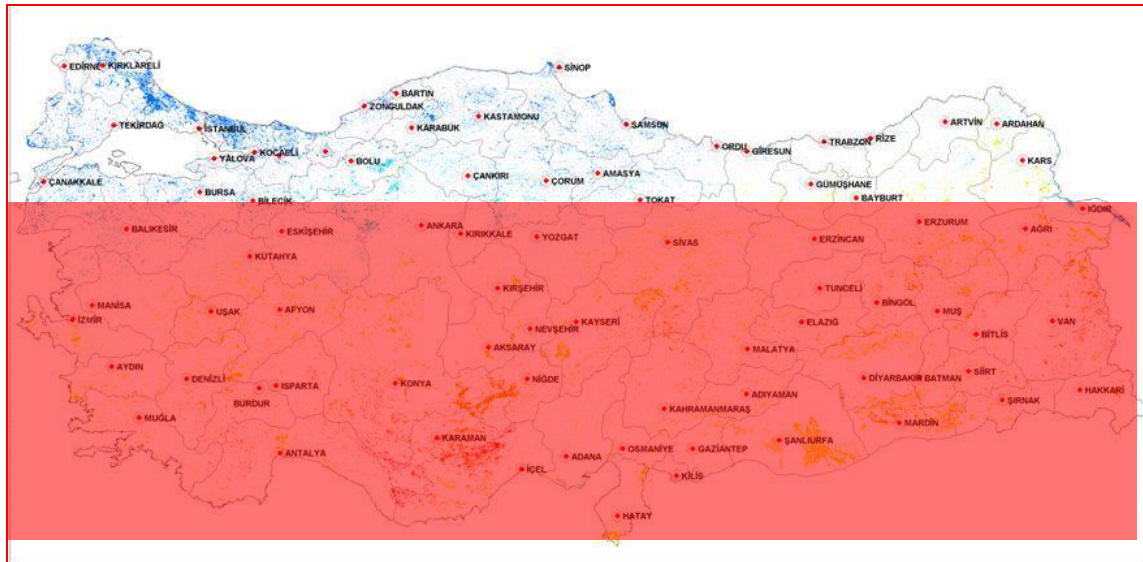 EDİRNE
KIRKLARELİ
SİNOP
BARTIN
ZONGULDAK
KASTAMONU
TEKİRDAĞ
İSTANBUL
KARABÜK
SAMSUN
ARTVİN
ARDAHAN
KOCAELİ
YALOVA
BOLU
ORDU
GİRESUN
TRABZON
RİZE
KARS
ÇANAKKALE
ÇANKIRI
ÇORUM
AMASYA
GÜMÜŞHANE
BURSA
BİLECİK
TOKAT
BAYBURT
IĞDIR
BALIKESİR
ESKİŞEHİR
ANKARA
KIRIKKALE
YOZGAT
SİVAS
ERZİNCAN
ERZURUM
AĞRI
KUTAHYA
KIRŞEHİR
TUNCELİ
BİNGÖL
MANİSA
İZMİR
UŞAK
AFYON
NEVŞEHİR
KAYSERİ
ELAZIĞ
MUŞ
VAN
BİTLİS
AKSARAY
MALATYA
AYDIN
DENİZLİ
ISPARTA
KONYA
NİĞDE
DİYARBAKIR
BATMAN
SİİRT
BURDUR
ADIYAMAN
HAKKARİ
ŞIRNAK
MUĞLA
KAHRAMANMARAŞ
MARDİN
KARAMAN
ŞANLIURFA
ANTALYA
ADANA
OSMANİYE
GAZİANTEP
İÇEL
KİLİS
HATAY